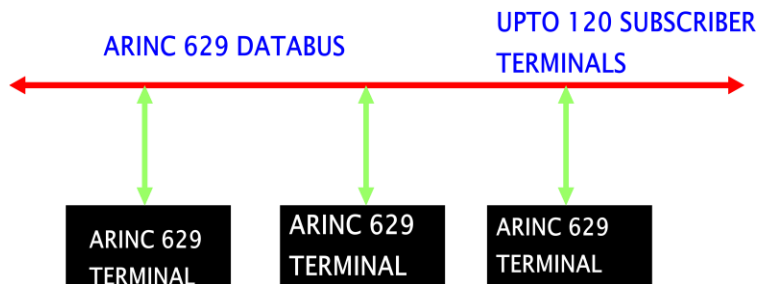 ARINC 629 DATABUS
UPTO 120 SUBSCRIBER
TERMINALS
ARINC 629
TERMINAL
ARINC 629
TERMINAL
ARINC 629
TERMINAL